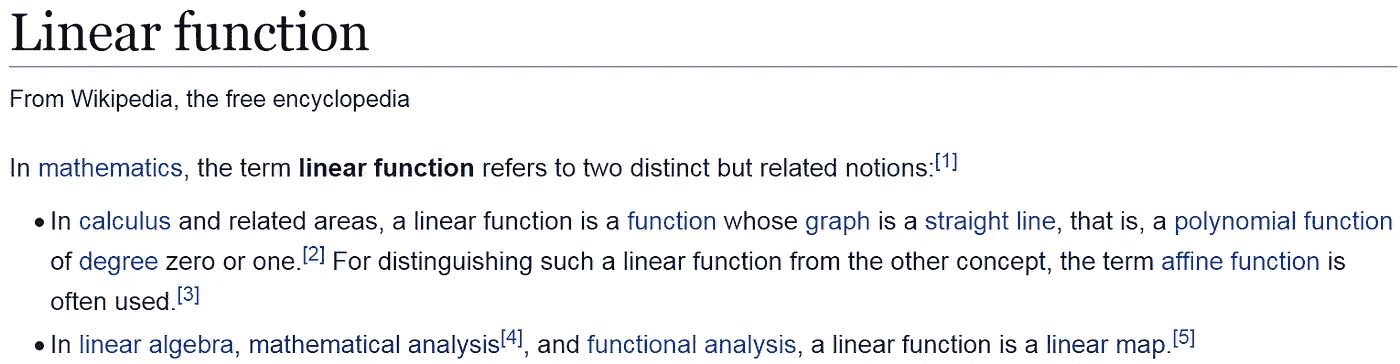 Linear function
From Wikipedia, the free encyclopedia
In mathematics, the term linear function refers to two distinct but related notions:[1]
• In calculus and related areas, a linear function is a function whose graph is a straight line, that is, a polynomial function
of degree zero or one.[2] For distinguishing such a linear function from the other concept, the term affine function is
often used.[3]
• In linear algebra, mathematical analysis[4], and functional analysis, a linear function is a linear map.[5]